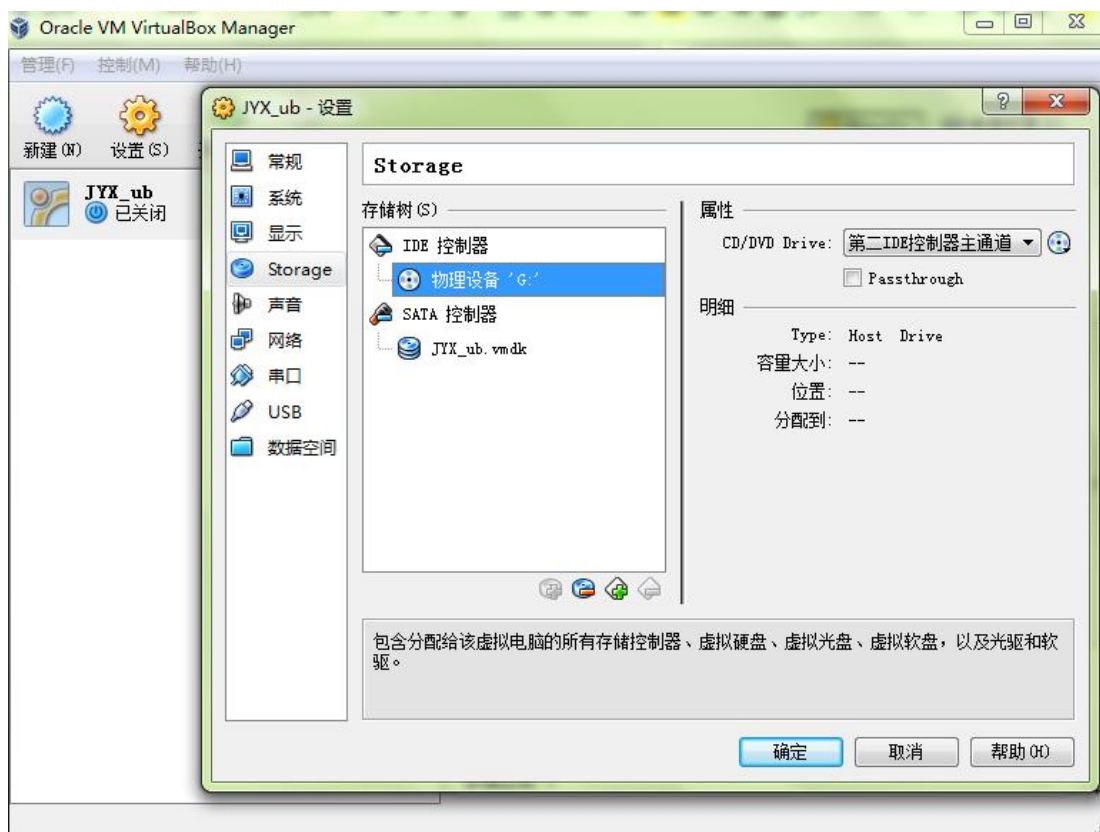 Oracle VM VirtualBox Manager
管理(F) 控制(M) 帮助(H)
新建(N) 设置(S)
JYX_ub
已关闭
JYX_ub - 设置
常规
系统
显示
Storage
声音
网络
串口
USB
数据空间
Storage
存储树(S)
IDE 控制器
物理设备 'G:'
SATA 控制器
JYX_ub.vmdk
属性
CD/DVD Drive: 第二IDE控制器主通道
Passthrough
明细
Type: Host Drive
容量大小: --
位置: --
分配到: --
包含分配给该虚拟电脑的所有存储控制器、虚拟硬盘、虚拟光盘、虚拟软盘，以及光驱和软
驱。
确定 取消 帮助(H)